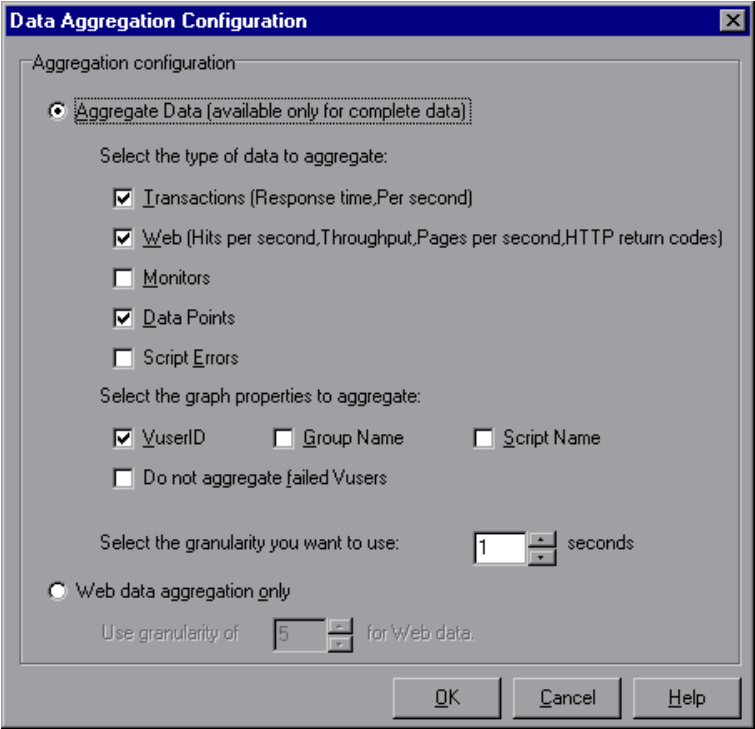 Data Aggregation Configuration
Aggregation configuration
Aggregate Data (available only for complete data)
Select the type of data to aggregate:
Transactions (Response time,Per second)
Web (Hits per second,Throughput,Pages per second,HTTP return codes)
Monitors
Data Points
Script Errors
Select the graph properties to aggregate:
VuserID Group Name Script Name
Do not aggregate failed Vusers
Select the granularity you want to use: 1 seconds
Web data aggregation only
Use granularity of 5 for Web data.
OK Cancel Help